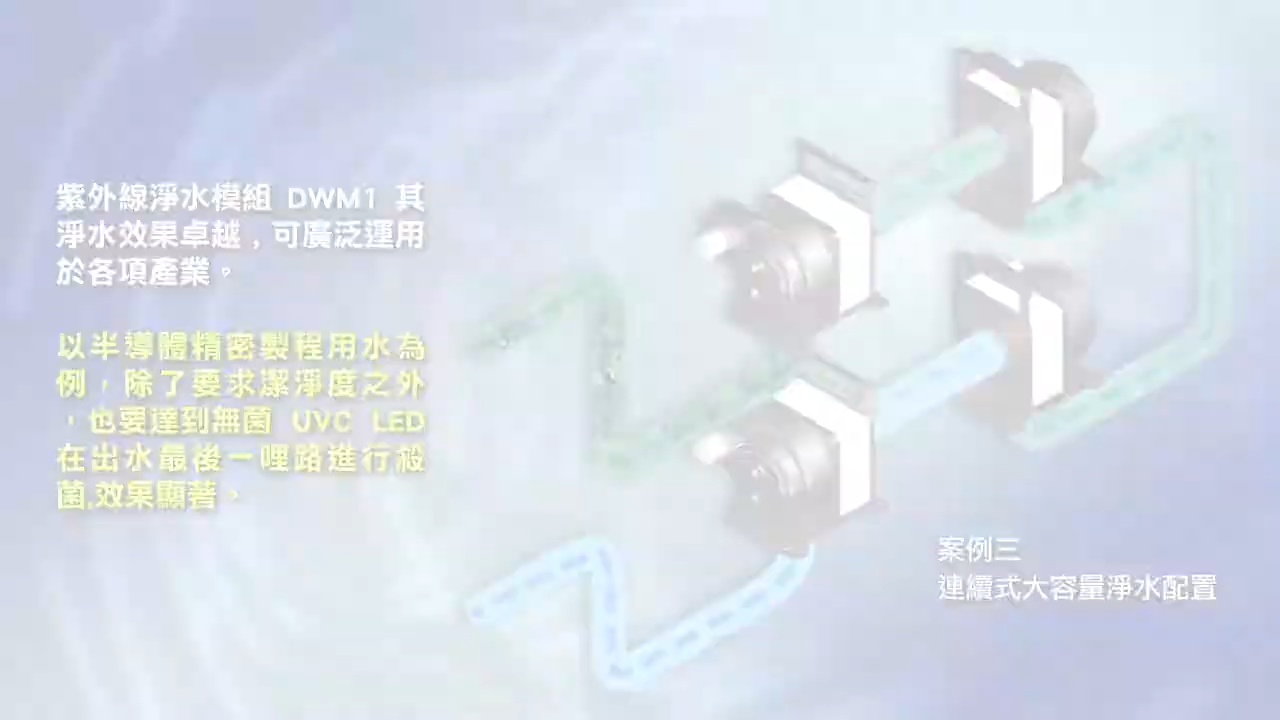 紫外線淨水模組 DWM1 其
淨水效果卓越，可廣泛運用
於各項產業。
以半導體精密製程用水為
例，除了要求潔淨度之外
，也要達到無菌 UVC LED
在出水最後一哩路進行殺
菌,效果顯著。
案例三
連續式大容量淨水配置